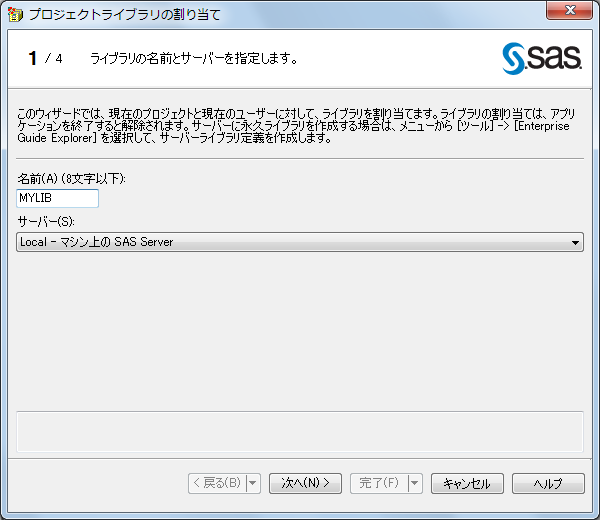 プロジェクトライブラリの割り当て
1 / 4 ライブラリの名前とサーバーを指定します。
sas
このウィザードでは、現在のプロジェクトと現在のユーザーに対して、ライブラリを割り当てます。ライブラリの割り当ては、アプリ
ケーションを終了すると解除されます。サーバーに永久ライブラリを作成する場合は、メニューから [ツール] -> [Enterprise
Guide Explorer] を選択して、サーバーライブラリ定義を作成します。
名前(A) (8文字以下):
MYLIB
サーバー(S):
Local - マシン上の SAS Server
< 戻る(B) 次へ(N) > 完了(F) キャンセル ヘルプ